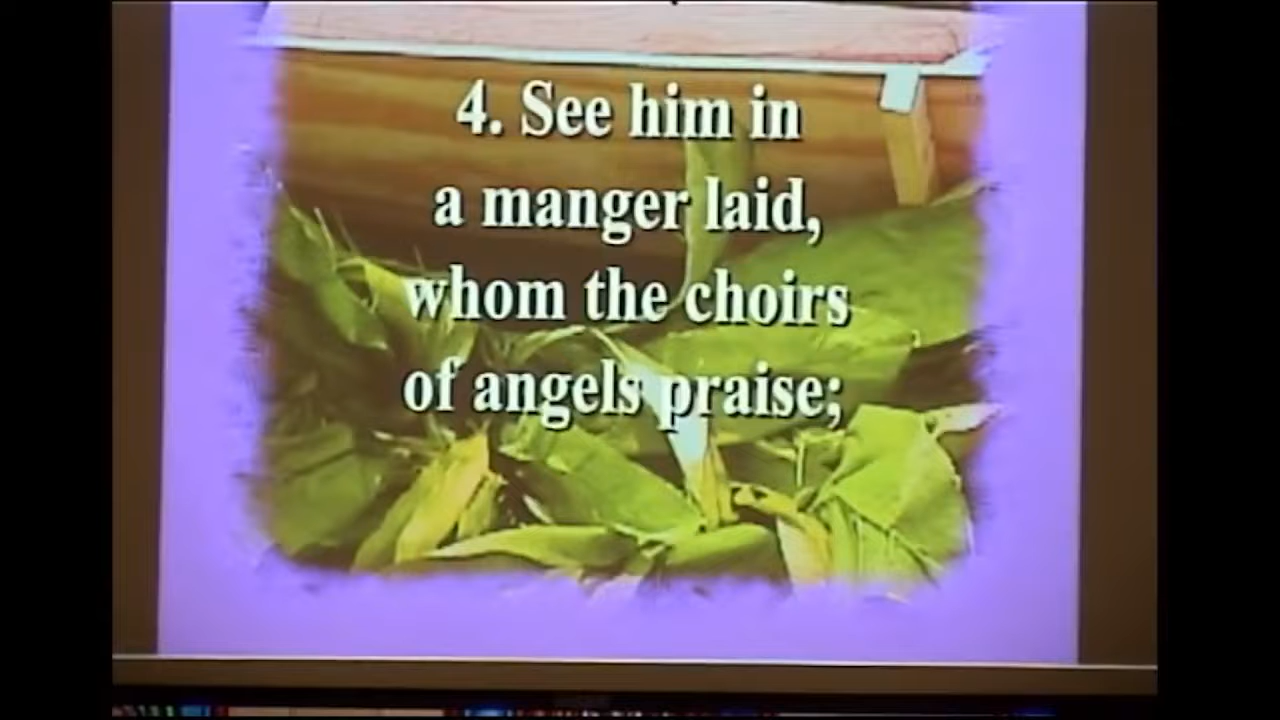 4. See him in
a manger laid,
whom the choirs
of angels praise;